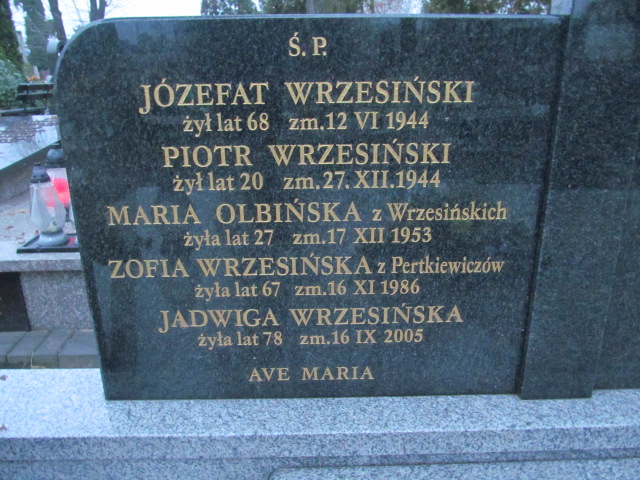 Ś. P.
JÓZEFAT WRZESIŃSKI
żył lat 68 zm.12 VI 1944
PIOTR WRZESIŃSKI
żył lat 20 zm.27.XII.1944
MARIA OLBIŃSKA z Wrzesińskich
żyła lat 27 zm.17 XII 1953
ZOFIA WRZESIŃSKA z Pertkiewiczów
żyła lat 67 zm.16 XI 1986
JADWIGA WRZESIŃSKA
żyła lat 78 zm.16 IX 2005
AVE MARIA